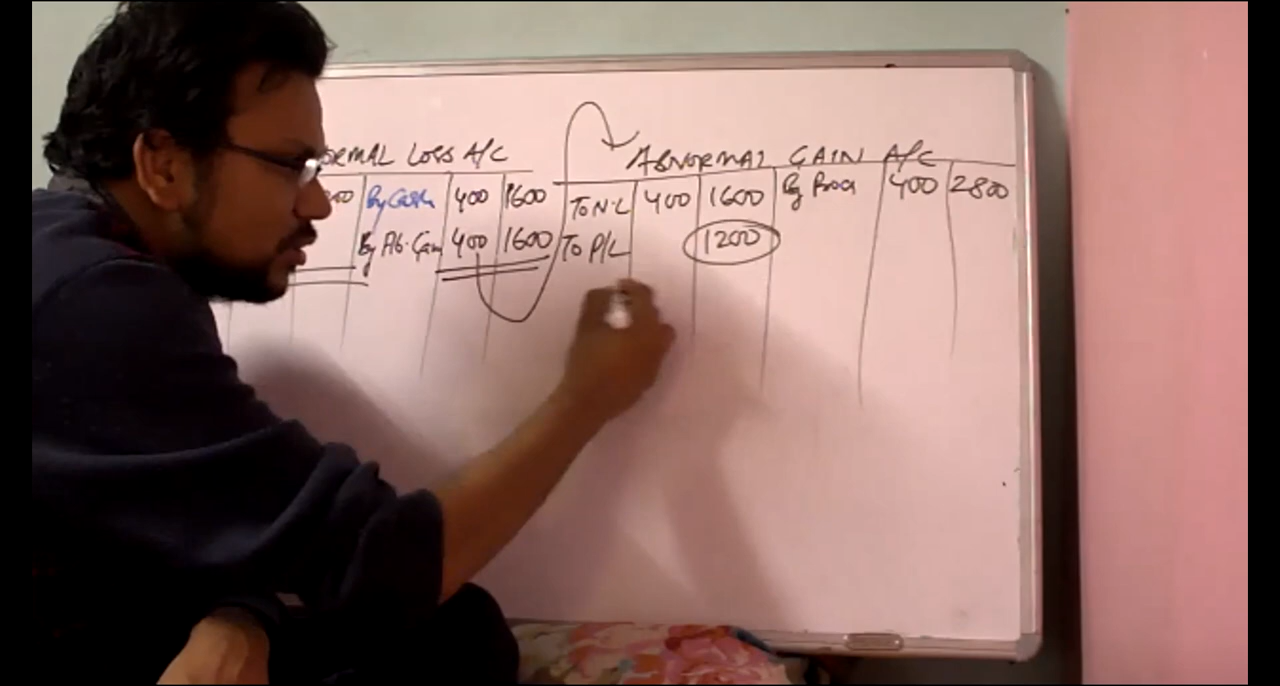 ORMAL LOSS A/C
By Cash 400 1600
By Ab. Gain 400 1600
ABNORMAL GAIN A/C
To N.L 400 1600 By Proc 400 2800
To P/L 1200